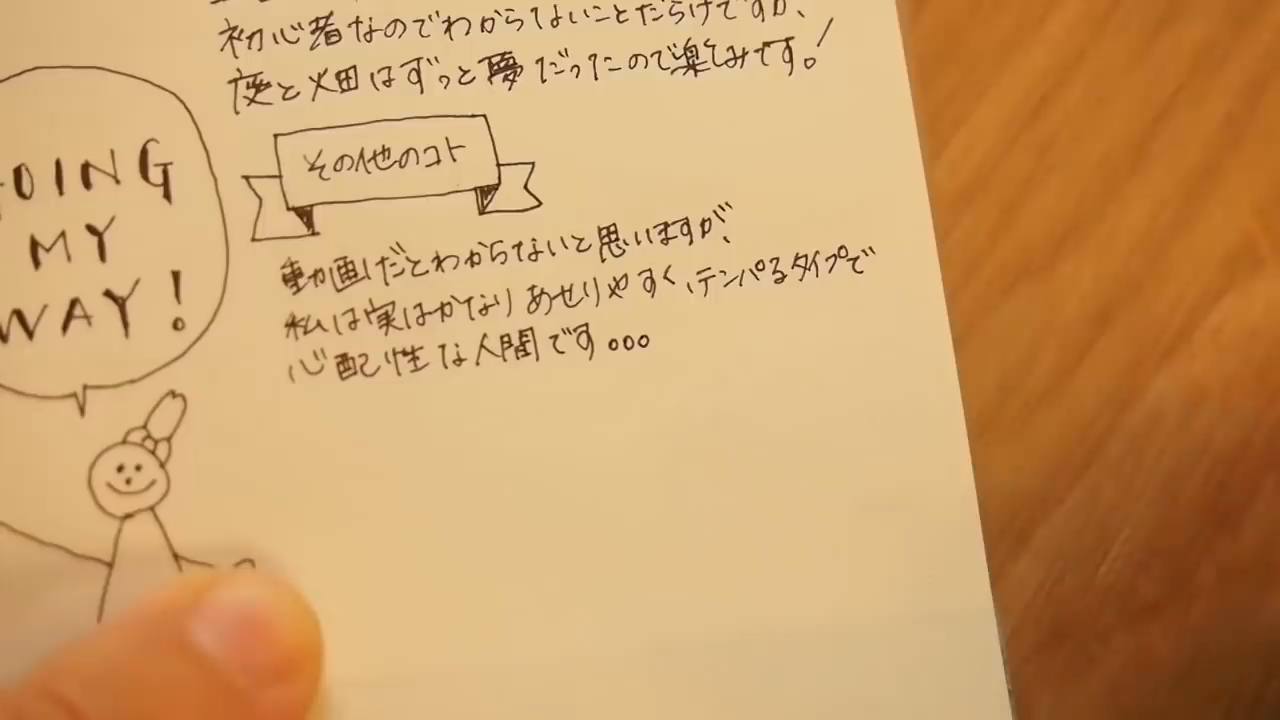 初心者なのでわからないことだらけですが、
庭と畑はずっと夢だったので楽しみです!
その他のコト
動画だとわからないと思いますが、
私は実はかなりあせりやすく、テンパるタイプで
心配性な人間です。。。
GOING
MY
WAY!